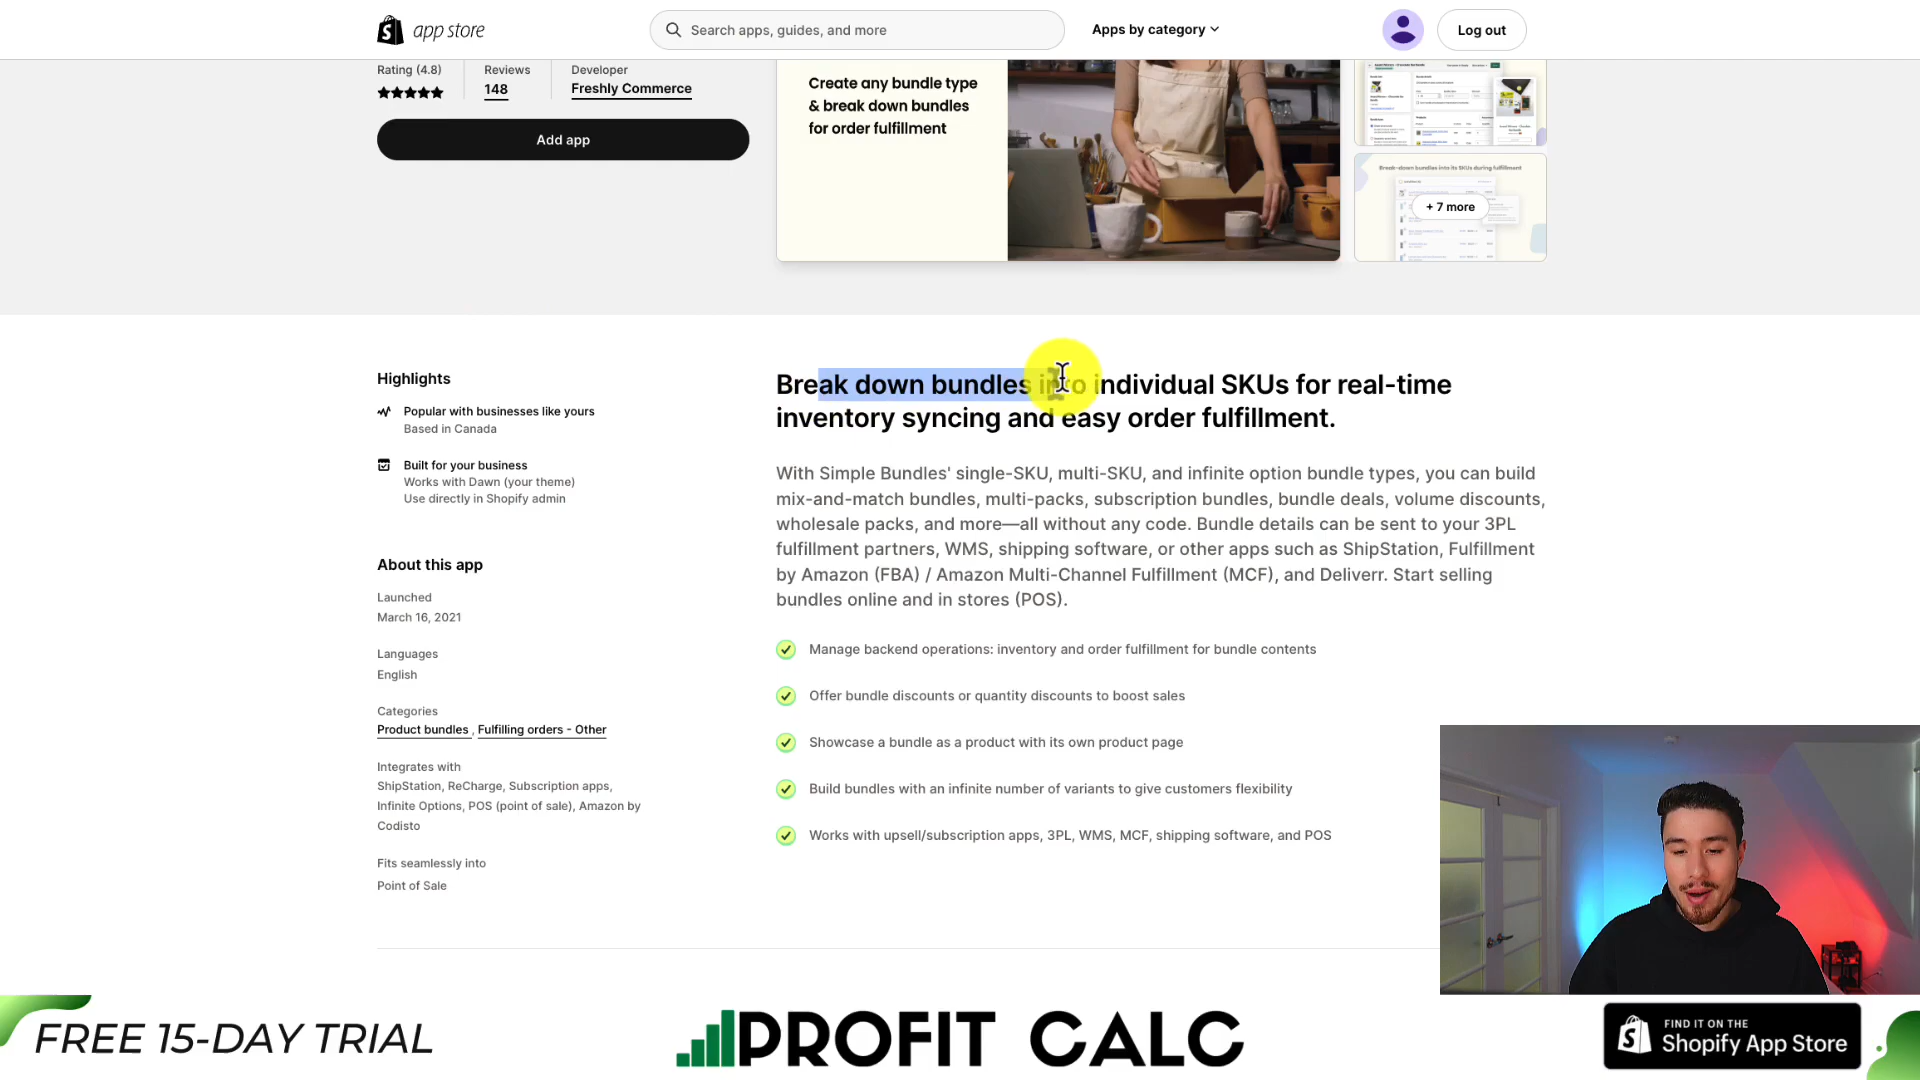 app store
Search apps, guides, and more
Apps by category
Log out
Rating (4.8)
Reviews
148
Developer
Freshly Commerce
Add app
Create any bundle type
& break down bundles
for order fulfillment
Break-down bundles into its SKUs during fulfillment
+ 7 more
Highlights
Popular with businesses like yours
Based in Canada
Built for your business
Works with Dawn (your theme)
Use directly in Shopify admin
About this app
Launched
March 16, 2021
Languages
English
Categories
Product bundles , Fulfilling orders - Other
Integrates with
ShipStation, ReCharge, Subscription apps,
Infinite Options, POS (point of sale), Amazon by
Codisto
Fits seamlessly into
Point of Sale
Break down bundles into individual SKUs for real-time
inventory syncing and easy order fulfillment.
With Simple Bundles' single-SKU, multi-SKU, and infinite option bundle types, you can build
mix-and-match bundles, multi-packs, subscription bundles, bundle deals, volume discounts,
wholesale packs, and more—all without any code. Bundle details can be sent to your 3PL
fulfillment partners, WMS, shipping software, or other apps such as ShipStation, Fulfillment
by Amazon (FBA) / Amazon Multi-Channel Fulfillment (MCF), and Deliverr. Start selling
bundles online and in stores (POS).
Manage backend operations: inventory and order fulfillment for bundle contents
Offer bundle discounts or quantity discounts to boost sales
Showcase a bundle as a product with its own product page
Build bundles with an infinite number of variants to give customers flexibility
Works with upsell/subscription apps, 3PL, WMS, MCF, shipping software, and POS
FREE 15-DAY TRIAL
PROFIT CALC
FIND IT ON THE
Shopify App Store